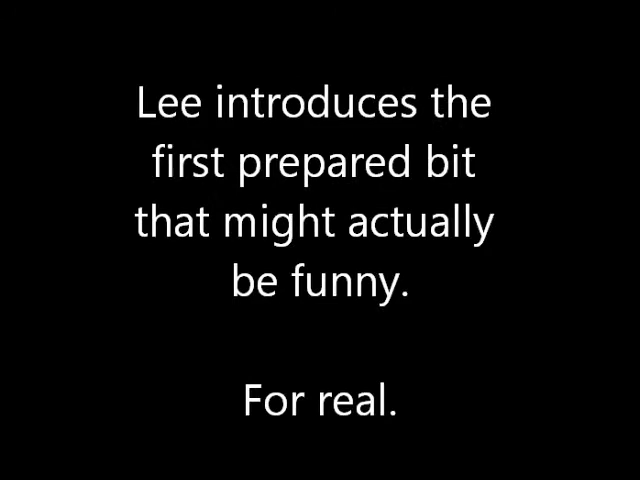 Lee introduces the
first prepared bit
that might actually
be funny.
For real.